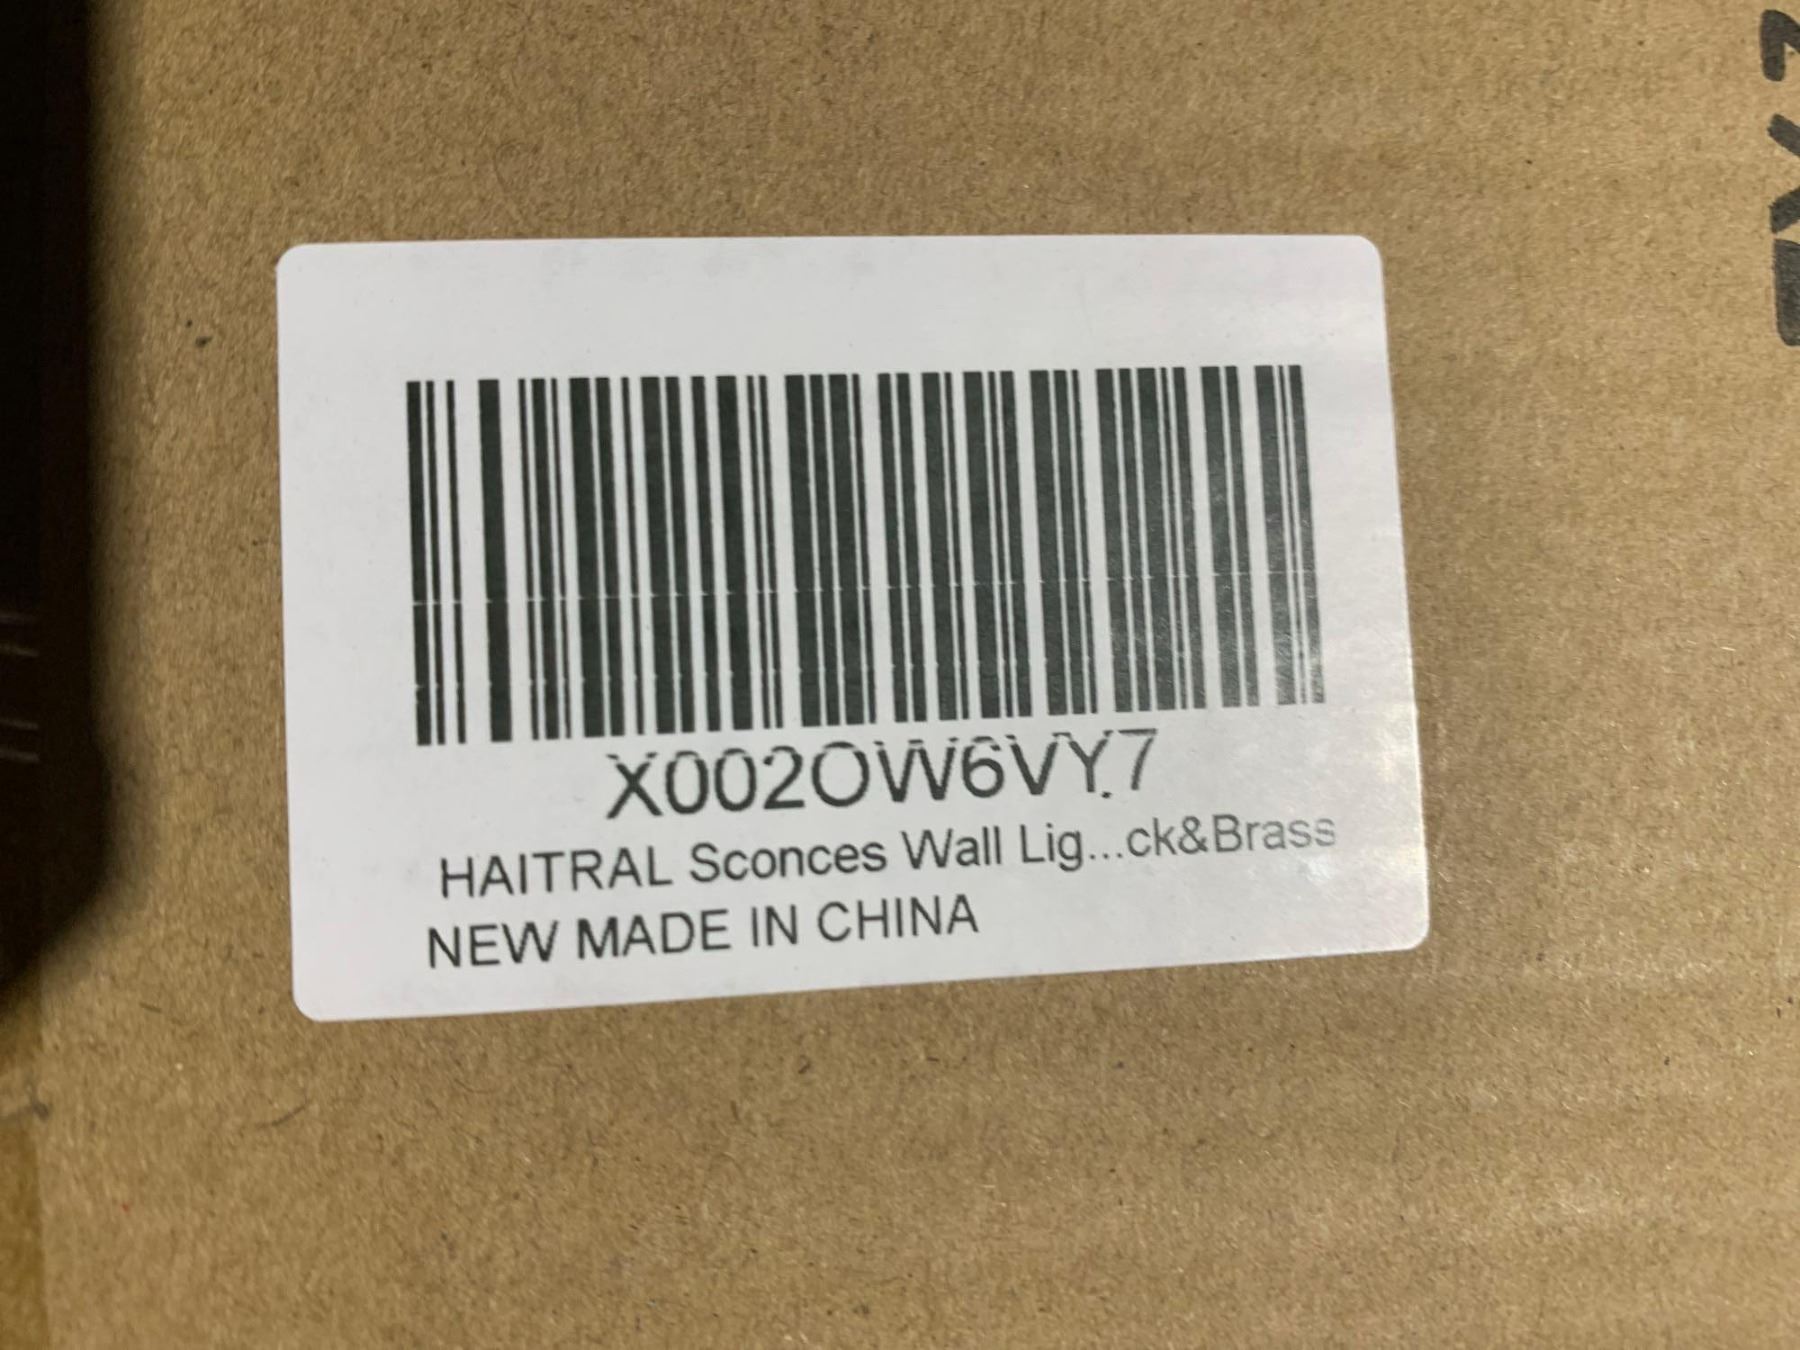 X002OW6VY7
HAITRAL Sconces Wall Lig...ck&Brass
NEW MADE IN CHINA